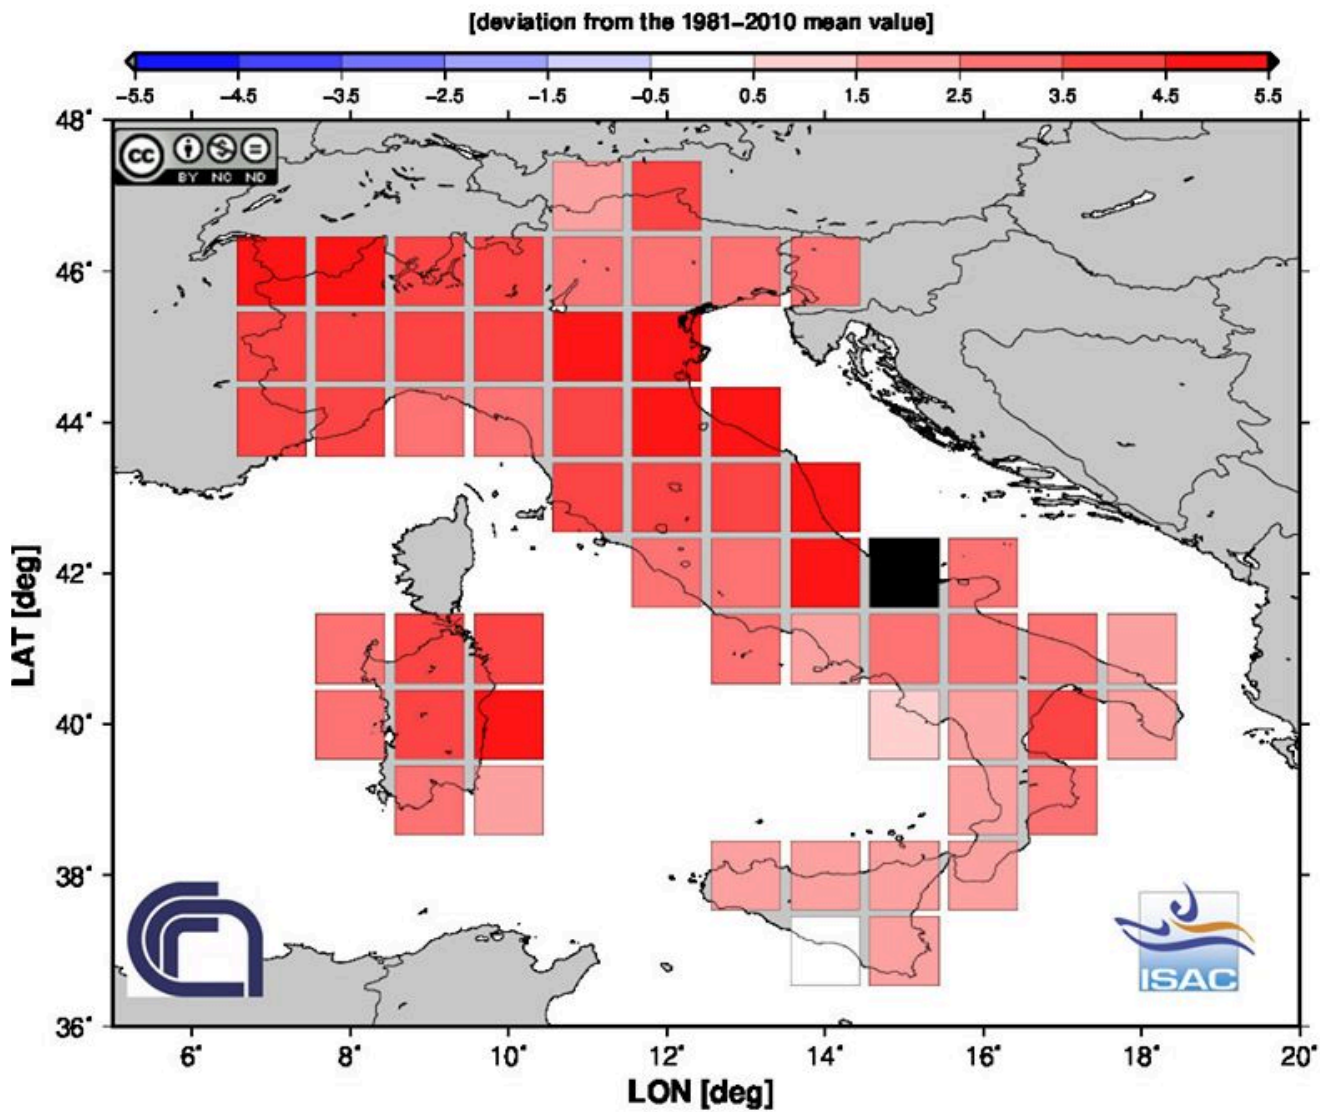 [deviation from the 1981–2010 mean value]
−5.5 −4.5 −3.5 −2.5 −1.5 −0.5 0.5 1.5 2.5 3.5 4.5 5.5
48°
cc
BY NC ND
46°
44°
42°
LAT [deg]
40°
38°
ISAC
36°
6° 8° 10° 12° 14° 16° 18° 20°
LON [deg]